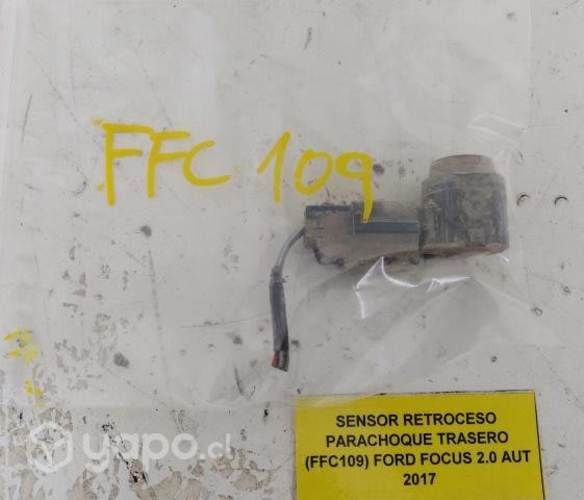 FFC 109
SENSOR RETROCESO
PARACHOQUE TRASERO
(FFC109) FORD FOCUS 2.0 AUT
2017
yapo.cl